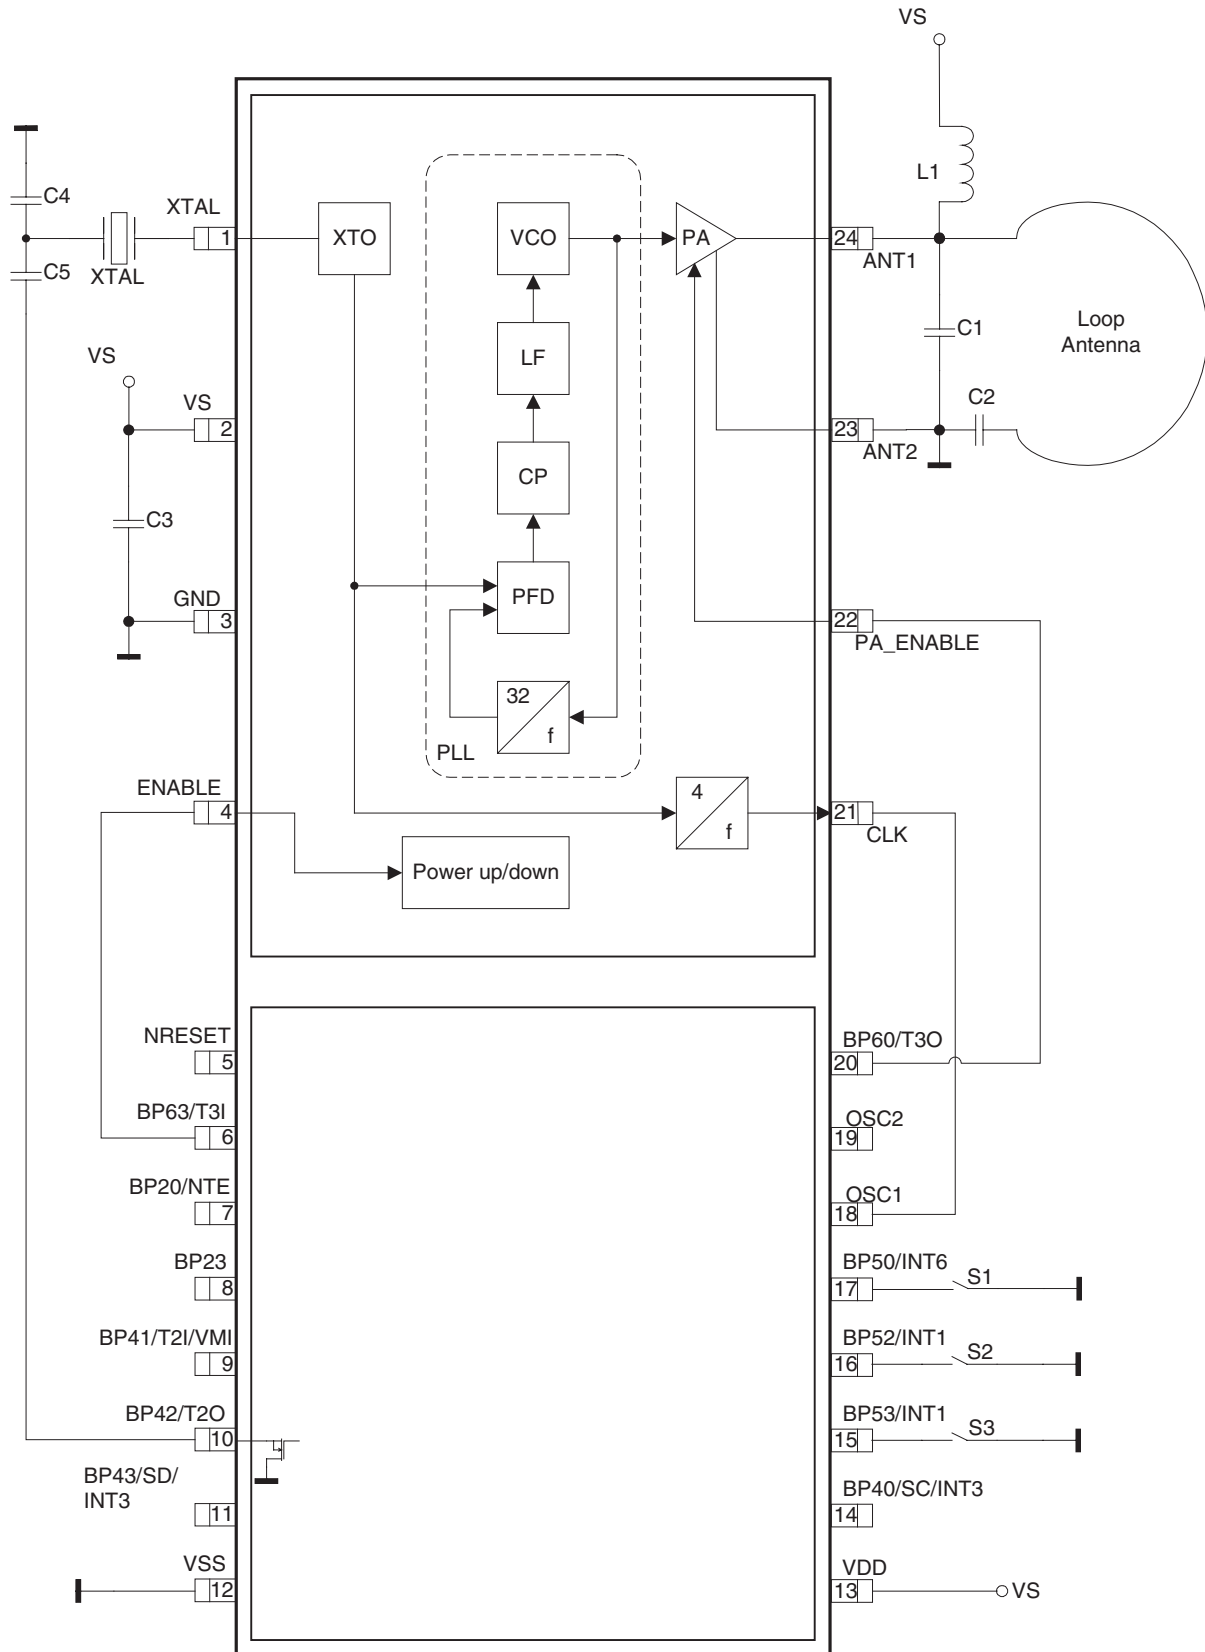 VS
L1
C4
XTAL
1
XTO
VCO
PA
24
ANT1
C5
XTAL
LF
C1
Loop
Antenna
VS
VS
2
C2
23
ANT2
CP
C3
GND
3
PFD
22
PA_ENABLE
32
f
PLL
ENABLE
4
4
f
21
CLK
Power up/down
NRESET
5
BP60/T3O
20
BP63/T3I
6
OSC2
19
BP20/NTE
7
OSC1
18
BP23
8
BP50/INT6
17
S1
BP41/T2I/VMI
9
BP52/INT1
16
S2
BP42/T2O
10
BP53/INT1
15
S3
BP43/SD/
INT3
11
BP40/SC/INT3
14
VSS
12
VDD
13
VS